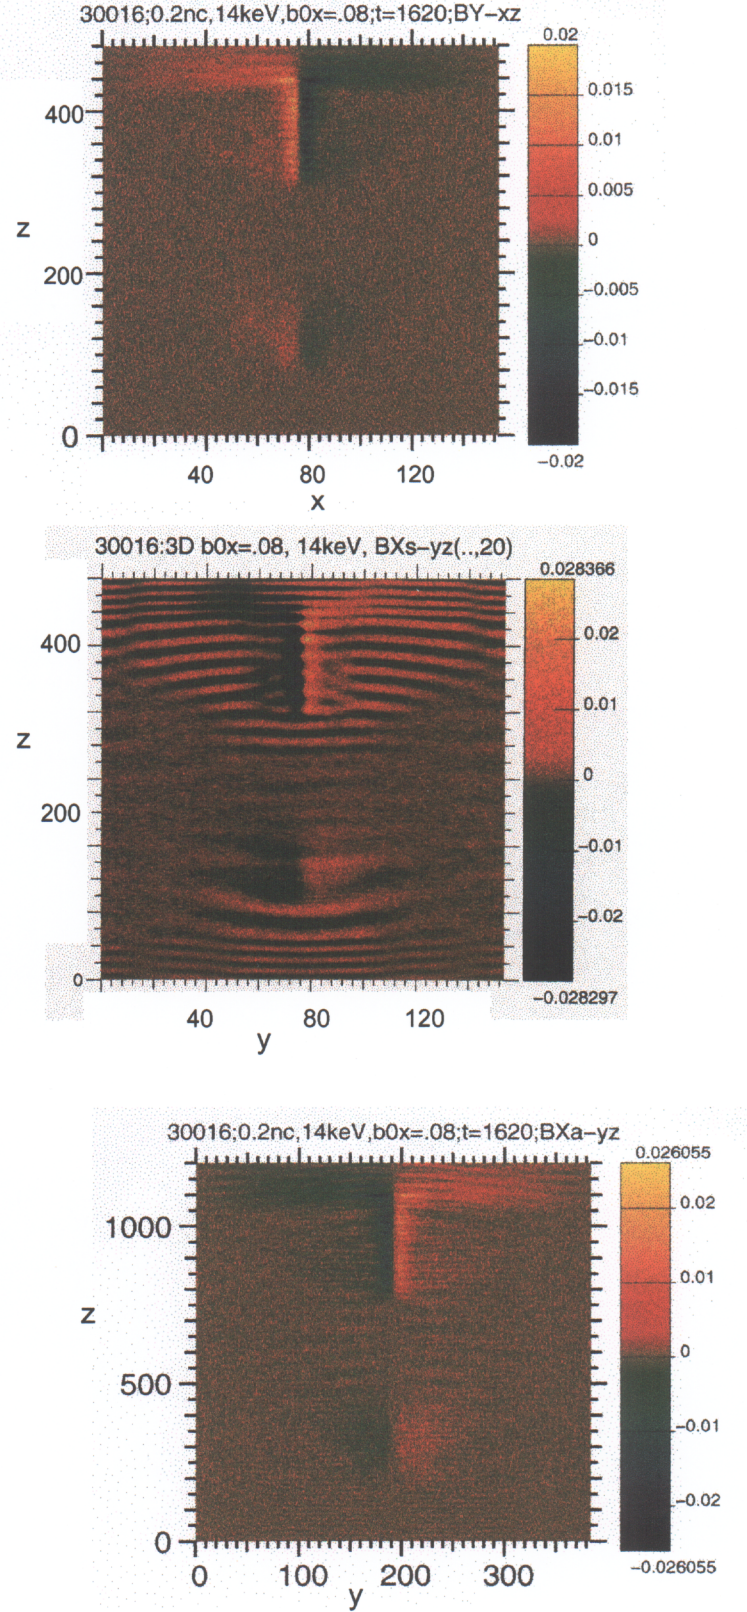 30016;0.2nc,14keV,b0x=.08;t=1620;BY-xz
0.02
0.015
0.01
0.005
0
-0.005
-0.01
-0.015
-0.02
400
z
200
0
40 80 120
x
30016:3D b0x=.08, 14keV, BXs-yz(..,20)
0.028366
0.02
0.01
0
-0.01
-0.02
-0.028297
400
z
200
0
40 80 120
y
30016;0.2nc,14keV,b0x=.08;t=1620;BXa-yz
0.026055
0.02
0.01
0
-0.01
-0.02
-0.026055
1000
z
500
0
0 100 200 300
y